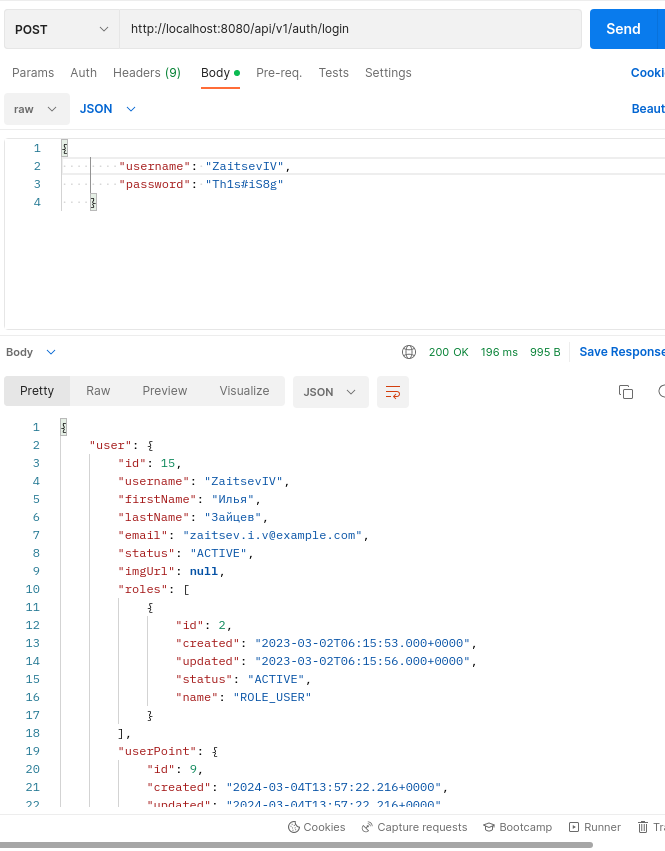 POST
http://localhost:8080/api/v1/auth/login
Send
Params Auth Headers (9) Body Pre-req. Tests Settings
raw JSON
1 {
2 "username": "ZaitsevIV",
3 "password": "Th1s#iS8g"
4 }
Body 200 OK 196 ms 995 B Save Response
Pretty Raw Preview Visualize JSON
1 {
2 "user": {
3 "id": 15,
4 "username": "ZaitsevIV",
5 "firstName": "Илья",
6 "lastName": "Зайцев",
7 "email": "zaitsev.i.v@example.com",
8 "status": "ACTIVE",
9 "imgUrl": null,
10 "roles": [
11 {
12 "id": 2,
13 "created": "2023-03-02T06:15:53.000+0000",
14 "updated": "2023-03-02T06:15:56.000+0000",
15 "status": "ACTIVE",
16 "name": "ROLE_USER"
17 }
18 ],
19 "userPoint": {
20 "id": 9,
21 "created": "2024-03-04T13:57:22.216+0000",
22 "updated": "2024-03-04T13:57:22.216+0000",
Cookies Capture requests Bootcamp Runner